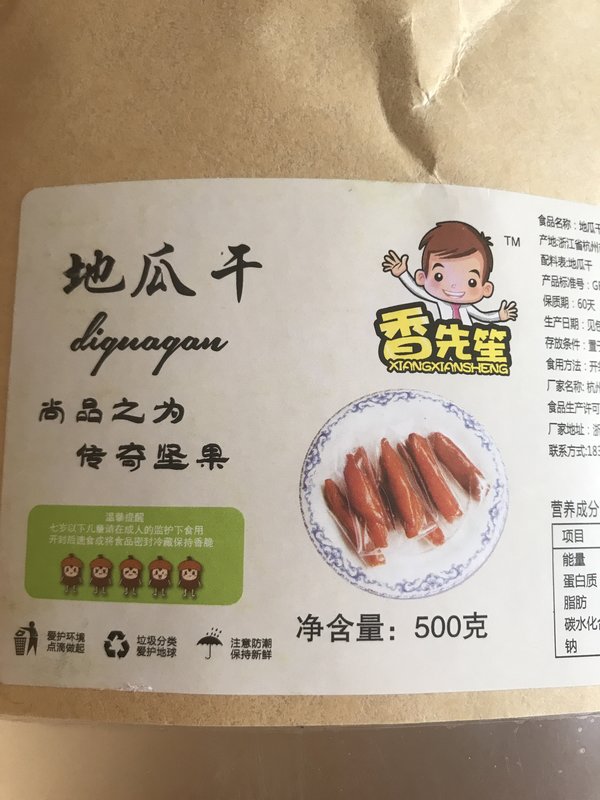 地瓜干
diguagan
尚品之为
传奇坚果
温馨提醒
七岁以下儿童请在成人的监护下食用
开封后速食或将食品密封冷藏保持香脆
爱护环境
点滴做起
垃圾分类
爱护地球
注意防潮
保持新鲜
TM
香先笙
XIANGXIANSHENG
净含量：500克
食品名称：地瓜干
产地:浙江省杭州
配料表:地瓜干
产品标准号：G
保质期：60天
生产日期：见包
存放条件：置于
食用方法：开
厂家名称：杭州
食品生产许可
厂家地址：浙
联系方式:183
营养成分
项目
能量
蛋白质
脂肪
碳水化合
钠